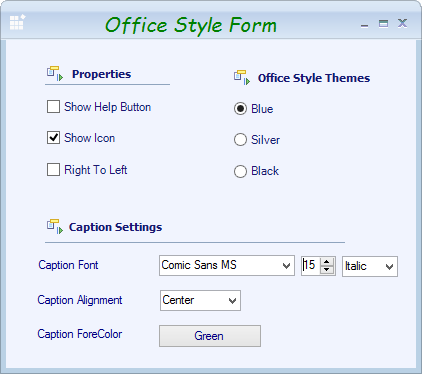 Office Style Form
Properties
Office Style Themes
Show Help Button
Blue
Show Icon
Silver
Right To Left
Black
Caption Settings
Caption Font Comic Sans MS 15 Italic
Caption Alignment Center
Caption ForeColor Green